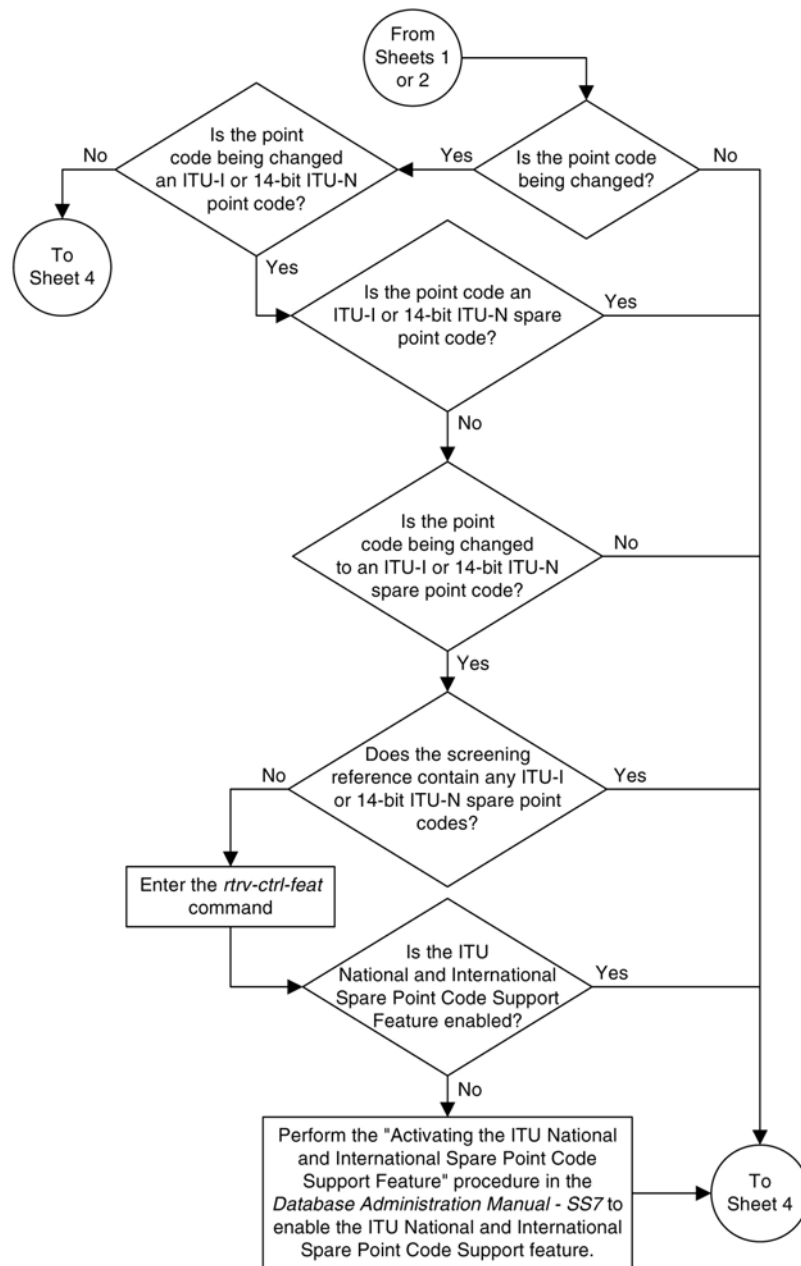 From
Sheets 1
or 2
Is the point code
being changed?
Yes
No
Is the point
code being changed
an ITU-I or 14-bit ITU-N
point code?
No
To
Sheet 4
Yes
Is the point code an
ITU-I or 14-bit ITU-N spare
point code?
Yes
No
Is the point
code being changed
to an ITU-I or 14-bit ITU-N
spare point code?
No
Yes
Does the screening
reference contain any ITU-I
or 14-bit ITU-N spare point
codes?
No
Yes
Enter the rtrv-ctrl-feat
command
Is the ITU
National and International
Spare Point Code Support
Feature enabled?
Yes
No
Perform the "Activating the ITU National
and International Spare Point Code
Support Feature" procedure in the
Database Administration Manual - SS7 to
enable the ITU National and International
Spare Point Code Support feature.
To
Sheet 4